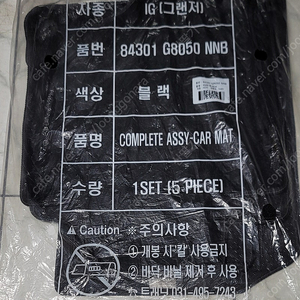 차종 IG (그랜저)
품번 84301 G8050 NNB
색상 블랙
품명 COMPLETE ASSY-CAR MAT
수량 1SET (5 PIECE)
⚠ Caution ※ 주의사항
① 개봉 시 '칼' 사용금지
② 바닥 비닐 제거 후 사용
031-495-7243